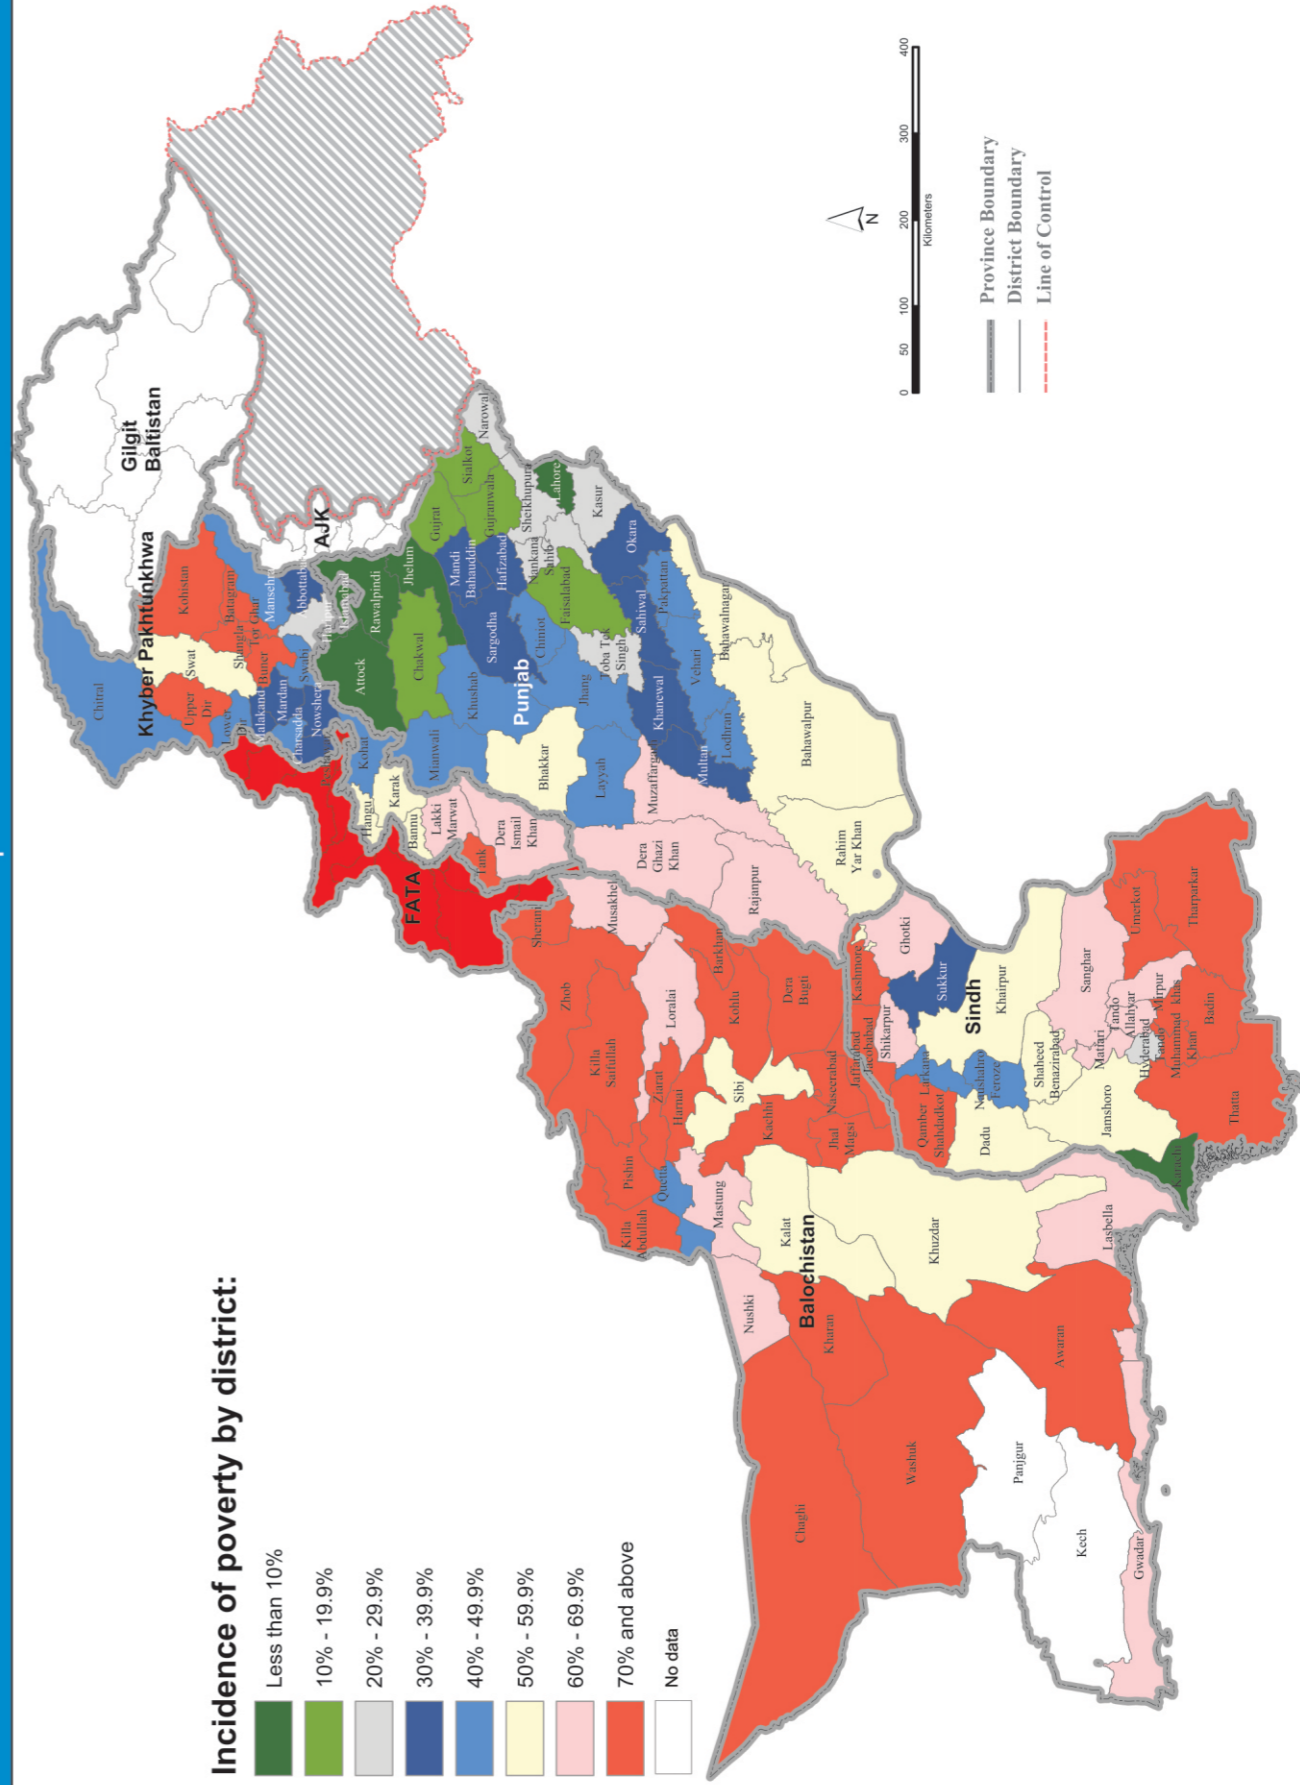 Incidence of poverty by district:
Less than 10%
10% - 19.9%
20% - 29.9%
30% - 39.9%
40% - 49.9%
50% - 59.9%
60% - 69.9%
70% and above
No data
Gilgit
Baltistan
Khyber Pakhtunkhwa
AJK
FATA
Punjab
Balochistan
Sindh
Chitral
Upper
Dir
Swat
Kohistan
Lower
Dir
Shangla
Batagram
Tor Ghar
Mansehra
Buner
Malakand
Mardan
Swabi
Charsadda
Nowshera
Abbottabad
Haripur
Islamabad
Kohat
Hangu
Karak
Bannu
Lakki
Marwat
Tank
Dera
Ismail
Khan
Attock
Rawalpindi
Jhelum
Chakwal
Mianwali
Khushab
Sargodha
Mandi
Bahauddin
Gujrat
Sialkot
Narowal
Gujranwala
Hafizabad
Sheikhupura
Lahore
Nankana
Sahib
Kasur
Chiniot
Faisalabad
Jhang
Toba Tek
Singh
Bhakkar
Layyah
Okara
Sahiwal
Pakpattan
Khanewal
Vehari
Multan
Lodhran
Muzaffargarh
Dera
Ghazi
Khan
Rajanpur
Bahawalnagar
Bahawalpur
Rahim
Yar Khan
Sherani
Zhob
Musakhel
Killa
Saifullah
Loralai
Barkhan
Kohlu
Dera
Bugti
Pishin
Ziarat
Harnai
Sibi
Killa
Abdullah
Quetta
Mastung
Kachhi
Naseerabad
Jaffarabad
Jhal
Magsi
Nushki
Kalat
Khuzdar
Kharan
Chaghi
Washuk
Awaran
Lasbella
Panjgur
Kech
Gwadar
Kashmore
Jacobabad
Ghotki
Shikarpur
Sukkur
Larkana
Qamber
Shahdadkot
Khairpur
Naushahro
Feroze
Dadu
Shaheed
Benazirabad
Sanghar
Jamshoro
Matiari
Tando
Allahyar
Hyderabad
Mirpur
khas
Umerkot
Tharparkar
Tando
Muhammad
Khan
Badin
Thatta
Karachi
N
0 50 100 200 300 400
Kilometers
Province Boundary
District Boundary
Line of Control